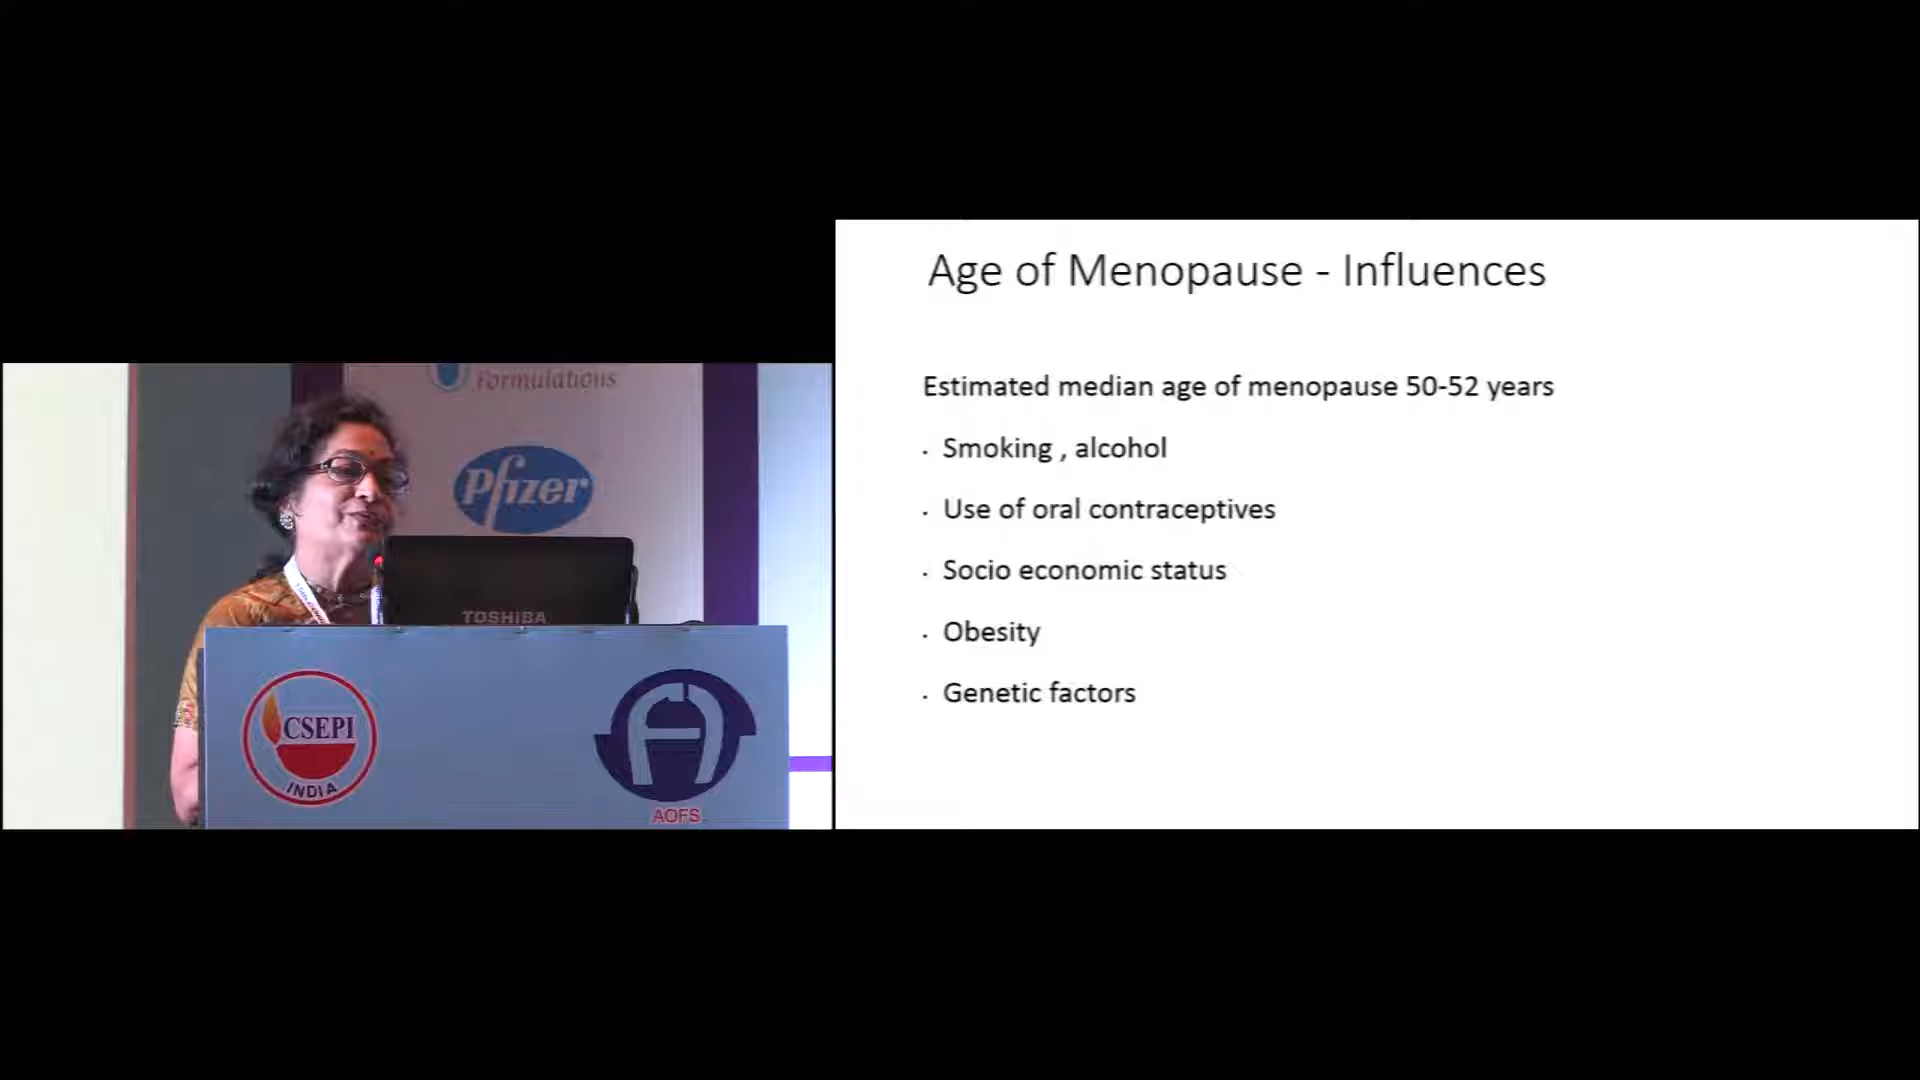 Formulations
Pfizer
TOSHIBA
CSEPI
INDIA
AOFS
Age of Menopause - Influences
Estimated median age of menopause 50-52 years
. Smoking , alcohol
. Use of oral contraceptives
. Socio economic status
. Obesity
. Genetic factors